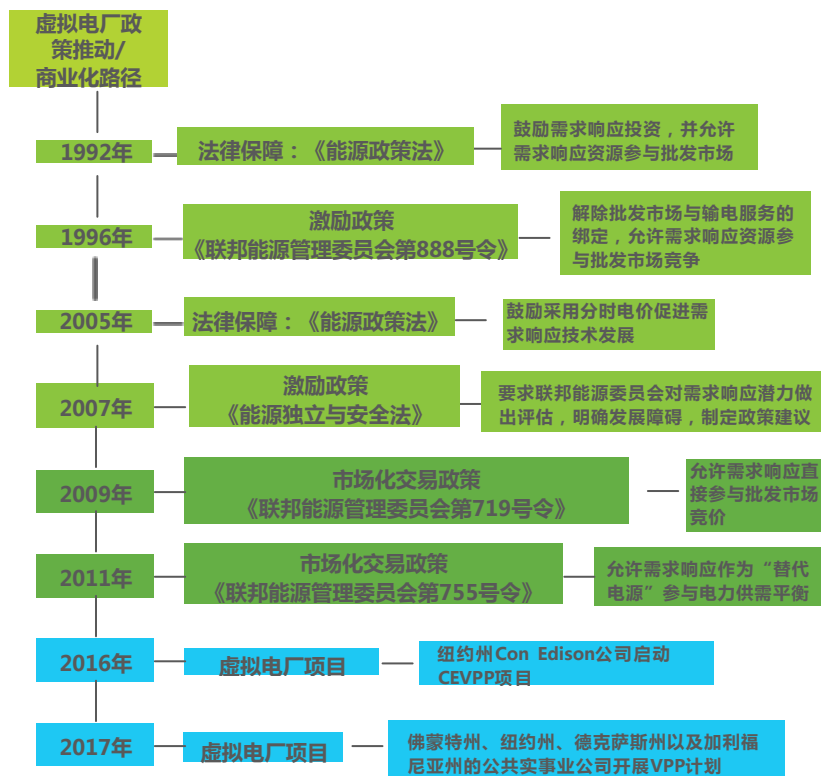 虚拟电厂政
策推动/
商业化路径
1992年
法律保障：《能源政策法》
鼓励需求响应投资，并允许
需求响应资源参与批发市场
1996年
激励政策
《联邦能源管理委员会第888号令》
解除批发市场与输电服务的
绑定，允许需求响应资源参
与批发市场竞争
2005年
法律保障：《能源政策法》
鼓励采用分时电价促进需
求响应技术发展
2007年
激励政策
《能源独立与安全法》
要求联邦能源委员会对需求响应潜力做
出评估，明确发展障碍，制定政策建议
2009年
市场化交易政策
《联邦能源管理委员会第719号令》
允许需求响应直
接参与批发市场
竞价
2011年
市场化交易政策
《联邦能源管理委员会第755号令》
允许需求响应作为“替代
电源”参与电力供需平衡
2016年
虚拟电厂项目
纽约州Con Edison公司启动
CEVPP项目
2017年
虚拟电厂项目
佛蒙特州、纽约州、德克萨斯州以及加利福
尼亚州的公共实事业公司开展VPP计划